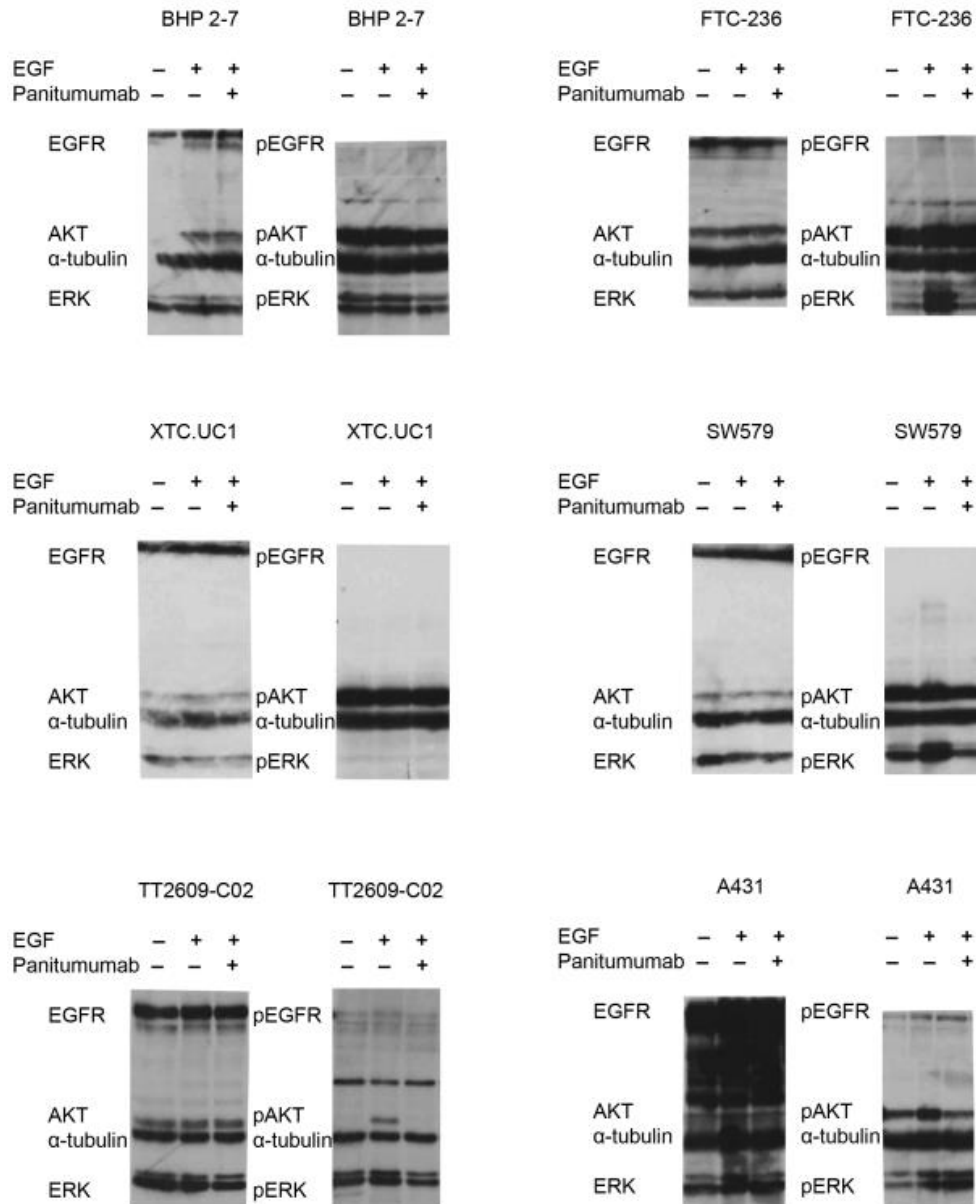 BHP 2-7 BHP 2-7 FTC-236 FTC-236
EGF – + + – + + EGF – + + – + +
Panitumumab – – + – – + Panitumumab – – + – – +
EGFR pEGFR EGFR pEGFR
AKT pAKT AKT pAKT
α-tubulin α-tubulin α-tubulin α-tubulin
ERK pERK ERK pERK
XTC.UC1 XTC.UC1 SW579 SW579
EGF – + + – + + EGF – + + – + +
Panitumumab – – + – – + Panitumumab – – + – – +
EGFR pEGFR EGFR pEGFR
AKT pAKT AKT pAKT
α-tubulin α-tubulin α-tubulin α-tubulin
ERK pERK ERK pERK
TT2609-C02 TT2609-C02 A431 A431
EGF – + + – + + EGF – + + – + +
Panitumumab – – + – – + Panitumumab – – + – – +
EGFR pEGFR EGFR pEGFR
AKT pAKT AKT pAKT
α-tubulin α-tubulin α-tubulin α-tubulin
ERK pERK ERK pERK